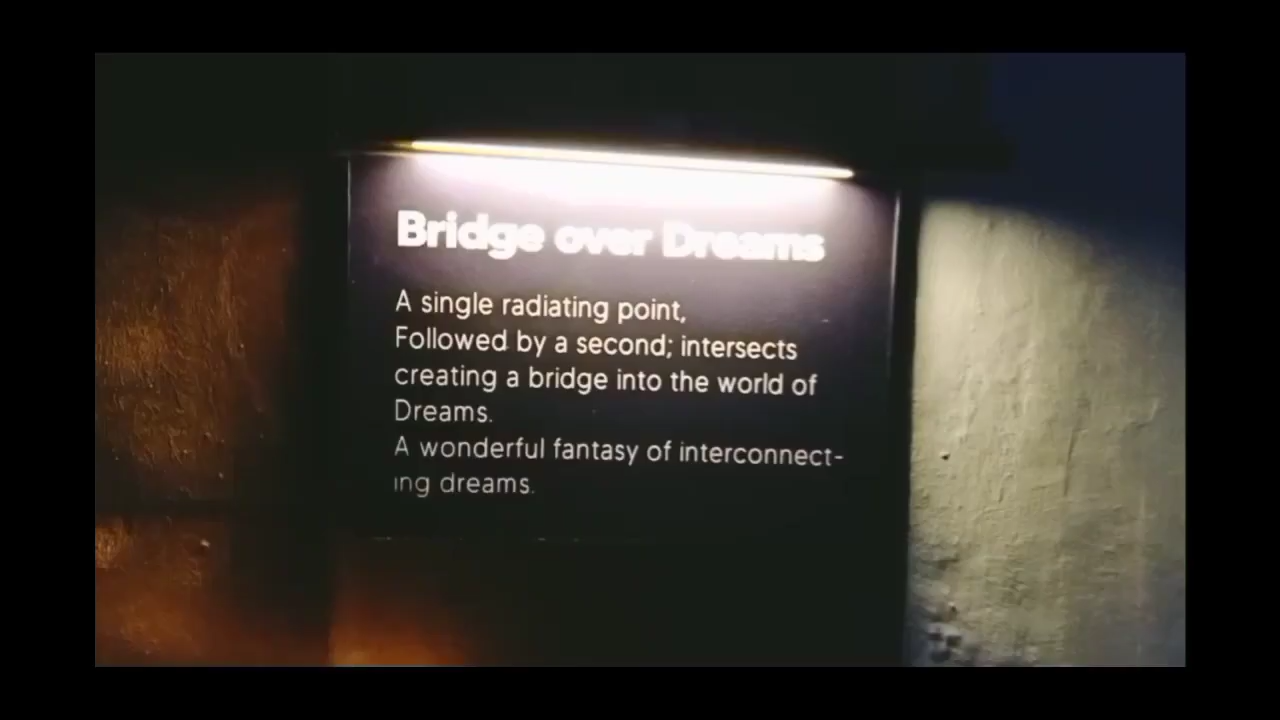 Bridge over Dreams
A single radiating point,
Followed by a second; intersects
creating a bridge into the world of
Dreams.
A wonderful fantasy of interconnect-
ing dreams.